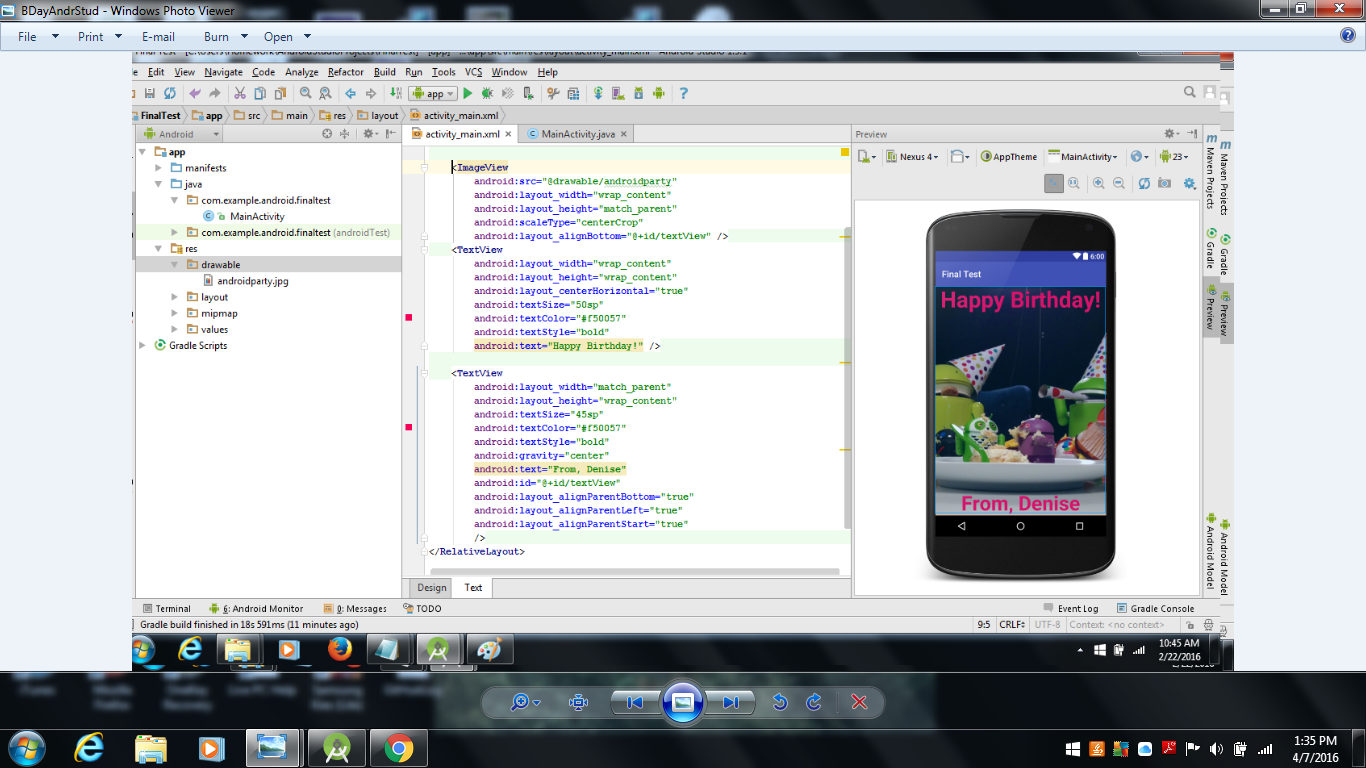 BDayAndrStud - Windows Photo Viewer
File Print E-mail Burn Open
Edit View Navigate Code Analyze Refactor Build Run Tools VCS Window Help
app
FinalTest app src main res layout activity_main.xml
Android
activity_main.xml MainActivity.java
Preview
app
manifests
java
com.example.android.finaltest
MainActivity
com.example.android.finaltest (androidTest)
res
drawable
androidparty.jpg
layout
mipmap
values
Gradle Scripts
<ImageView
android:src="@drawable/androidparty"
android:layout_width="wrap_content"
android:layout_height="match_parent"
android:scaleType="centerCrop"
android:layout_alignBottom="@+id/textView" />
<TextView
android:layout_width="wrap_content"
android:layout_height="wrap_content"
android:layout_centerHorizontal="true"
android:textSize="50sp"
android:textColor="#f50057"
android:textStyle="bold"
android:text="Happy Birthday!" />
<TextView
android:layout_width="match_parent"
android:layout_height="wrap_content"
android:textSize="45sp"
android:textColor="#f50057"
android:textStyle="bold"
android:gravity="center"
android:text="From, Denise"
android:id="@+id/textView"
android:layout_alignParentBottom="true"
android:layout_alignParentLeft="true"
android:layout_alignParentStart="true"
/>
</RelativeLayout>
Design Text
Nexus 4 AppTheme MainActivity 23
6:00
Final Test
Happy Birthday!
From, Denise
Maven Projects
Gradle
Preview
Android Model
Maven Projects
Gradle
Preview
Android Model
Terminal 6: Android Monitor 0: Messages TODO
Event Log Gradle Console
Gradle build finished in 18s 591ms (11 minutes ago)
9:5 CRLF UTF-8 Context: <no context>
10:45 AM
2/22/2016
1:35 PM
4/7/2016